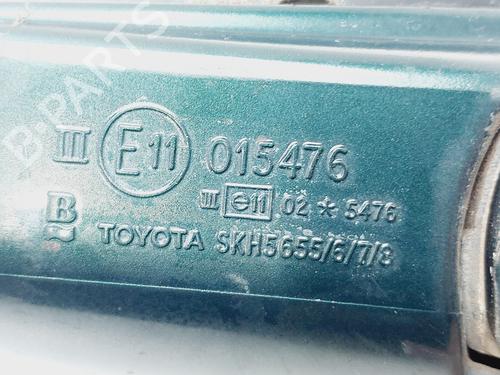 B-PARTS
III E11 015476
III e11 02 * 5476
B
TOYOTA SKH5655/6/7/8